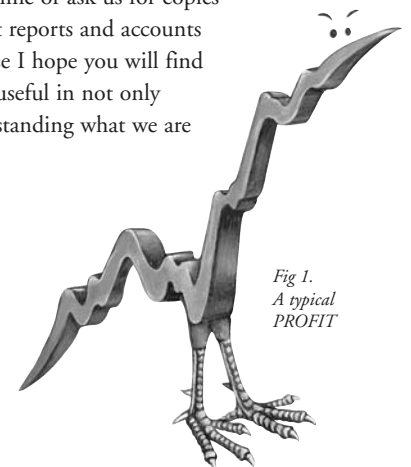 or ask us for copies
reports and accounts
I hope you will find
useful in not only
standing what we are
Fig 1.
A typical
PROFIT